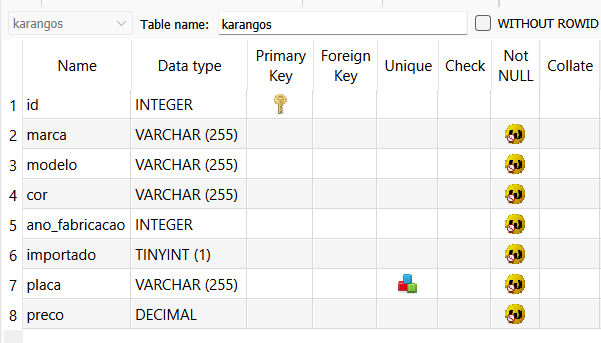 karangos Table name: karangos WITHOUT ROWID
Name Data type Primary Key Foreign Key Unique Check Not NULL Collate
1 id INTEGER
2 marca VARCHAR (255)
3 modelo VARCHAR (255)
4 cor VARCHAR (255)
5 ano_fabricacao INTEGER
6 importado TINYINT (1)
7 placa VARCHAR (255)
8 preco DECIMAL